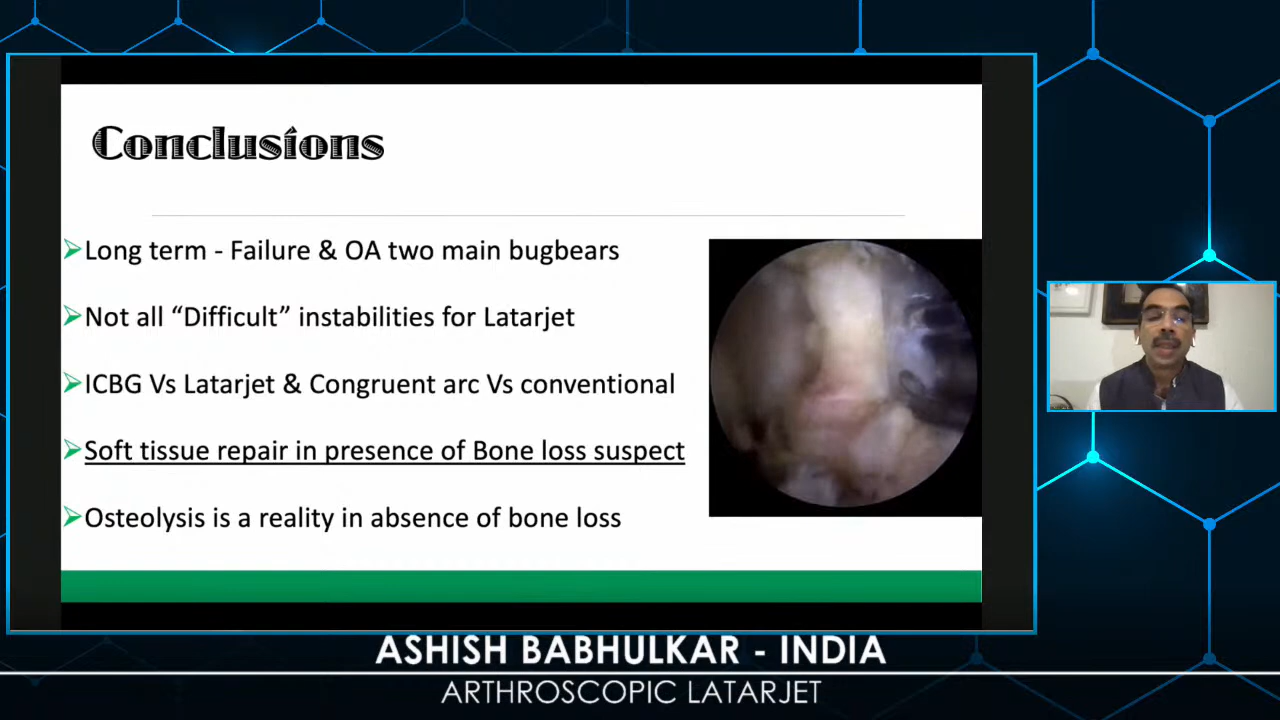 Conclusions
Long term - Failure & OA two main bugbears
Not all “Difficult” instabilities for Latarjet
ICBG Vs Latarjet & Congruent arc Vs conventional
Soft tissue repair in presence of Bone loss suspect
Osteolysis is a reality in absence of bone loss
ASHISH BABHULKAR - INDIA
ARTHROSCOPIC LATARJET